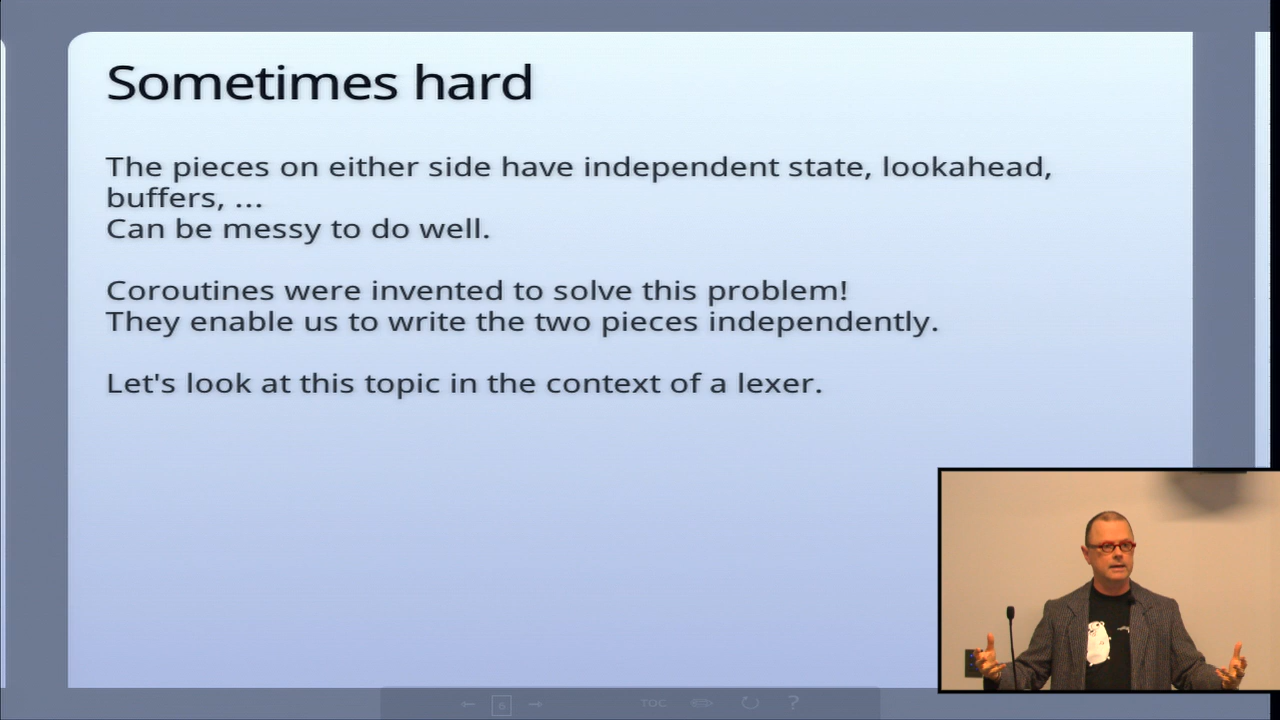 Sometimes hard
The pieces on either side have independent state, lookahead,
buffers, ...
Can be messy to do well.
Coroutines were invented to solve this problem!
They enable us to write the two pieces independently.
Let's look at this topic in the context of a lexer.
6
TOC
?